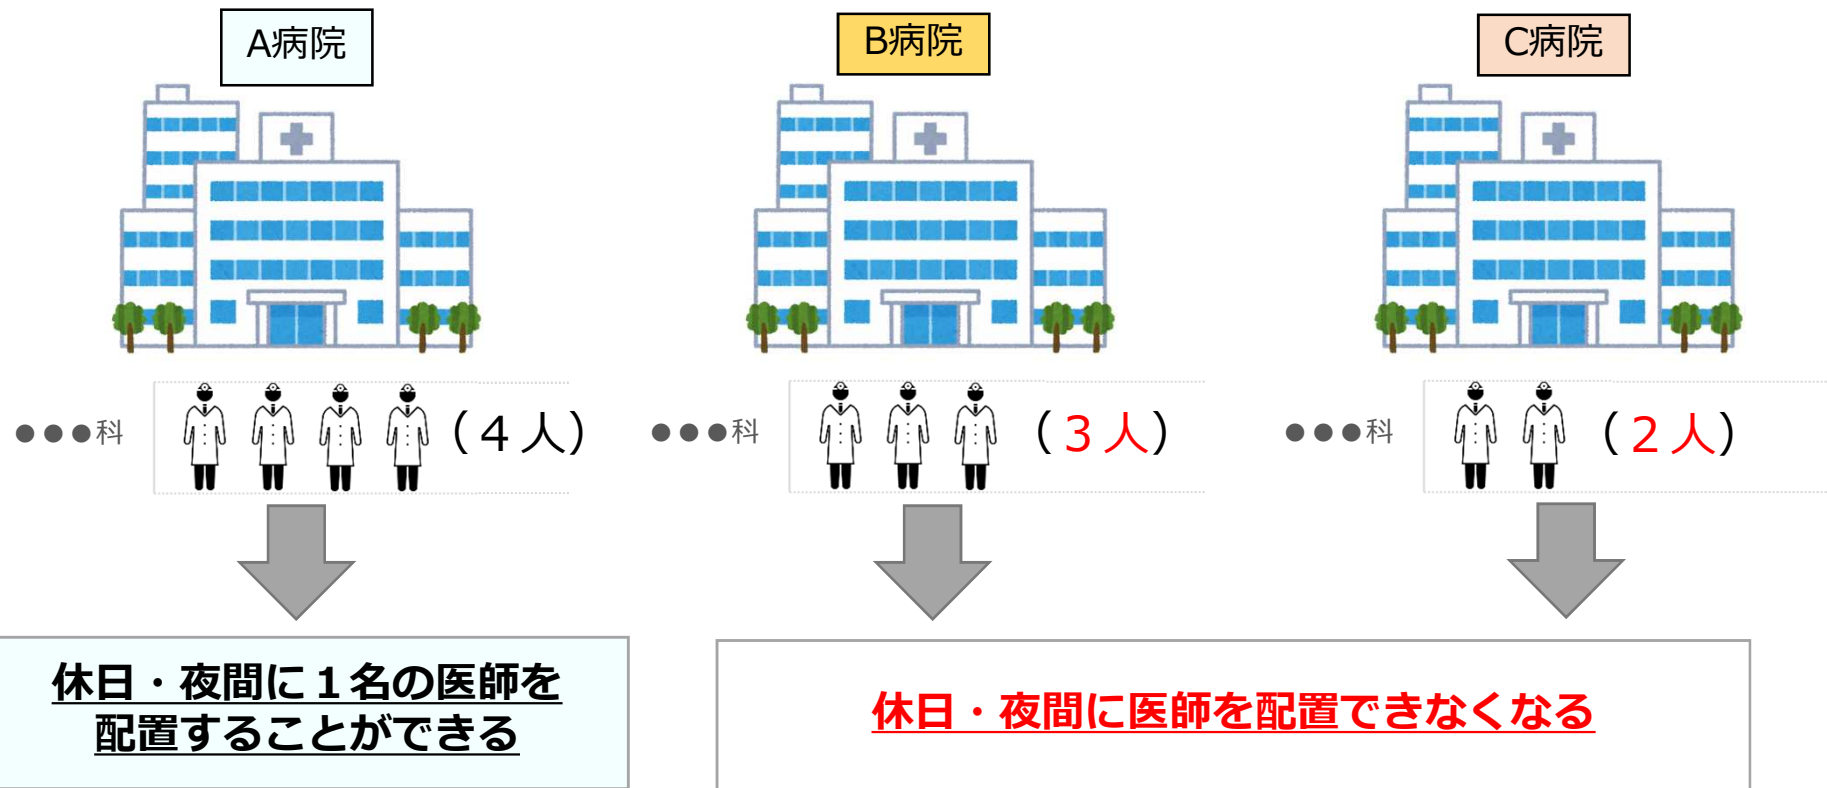 A病院
B病院
C病院
●●●科
（４人）
●●●科
（３人）
●●●科
（２人）
休日・夜間に１名の医師を
配置することができる
休日・夜間に医師を配置できなくなる